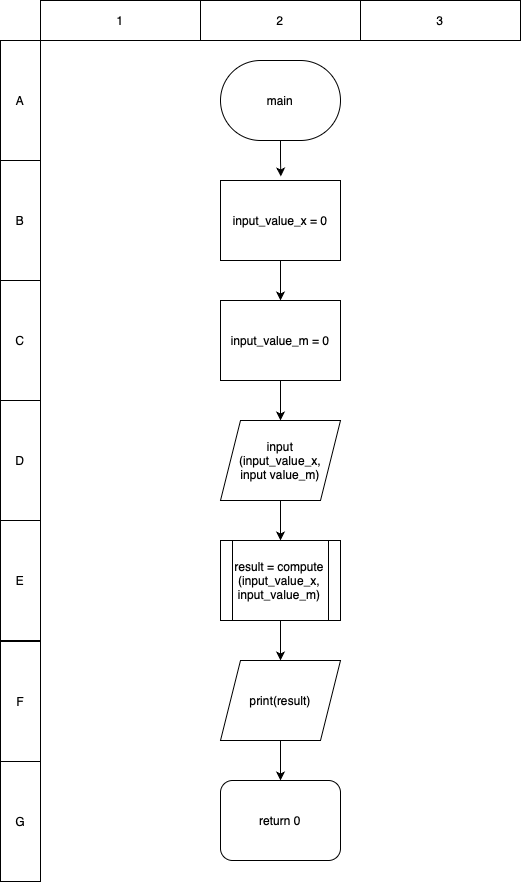 1 2 3
A
main
B
input_value_x = 0
C
input_value_m = 0
D
input
(input_value_x,
input value_m)
E
result = compute
(input_value_x,
input_value_m)
F
print(result)
G
return 0